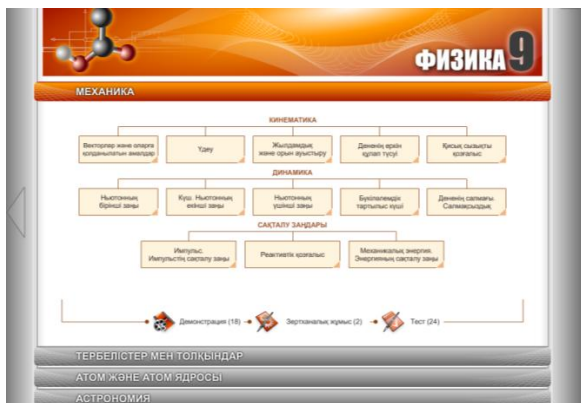 ФИЗИКА 9
МЕХАНИКА
КИНЕМАТИКА
Векторлар және оларға
қолданылатын амалдар
Үдеу
Жылдамдық
және орын ауыстыру
Дененің еркін
құлап түсуі
Қисық сызықты
қозғалыс
ДИНАМИКА
Ньютонның
бірінші заңы
Күш. Ньютонның
екінші заңы
Ньютонның
үшінші заңы
Бүкіләлемдік
тартылыс күші
Дененің салмағы.
Салмақсыздық
САҚТАЛУ ЗАҢДАРЫ
Импульс.
Импульстің сақталу заңы
Реактивтік қозғалыс
Механикалық энергия.
Энергияның сақталу заңы
Демонстрация (18)
Зертханалық жұмыс (2)
Тест (24)
ТЕРБЕЛІСТЕР МЕН ТОЛҚЫНДАР
АТОМ ЖӘНЕ АТОМ ЯДРОСЫ
АСТРОНОМИЯ